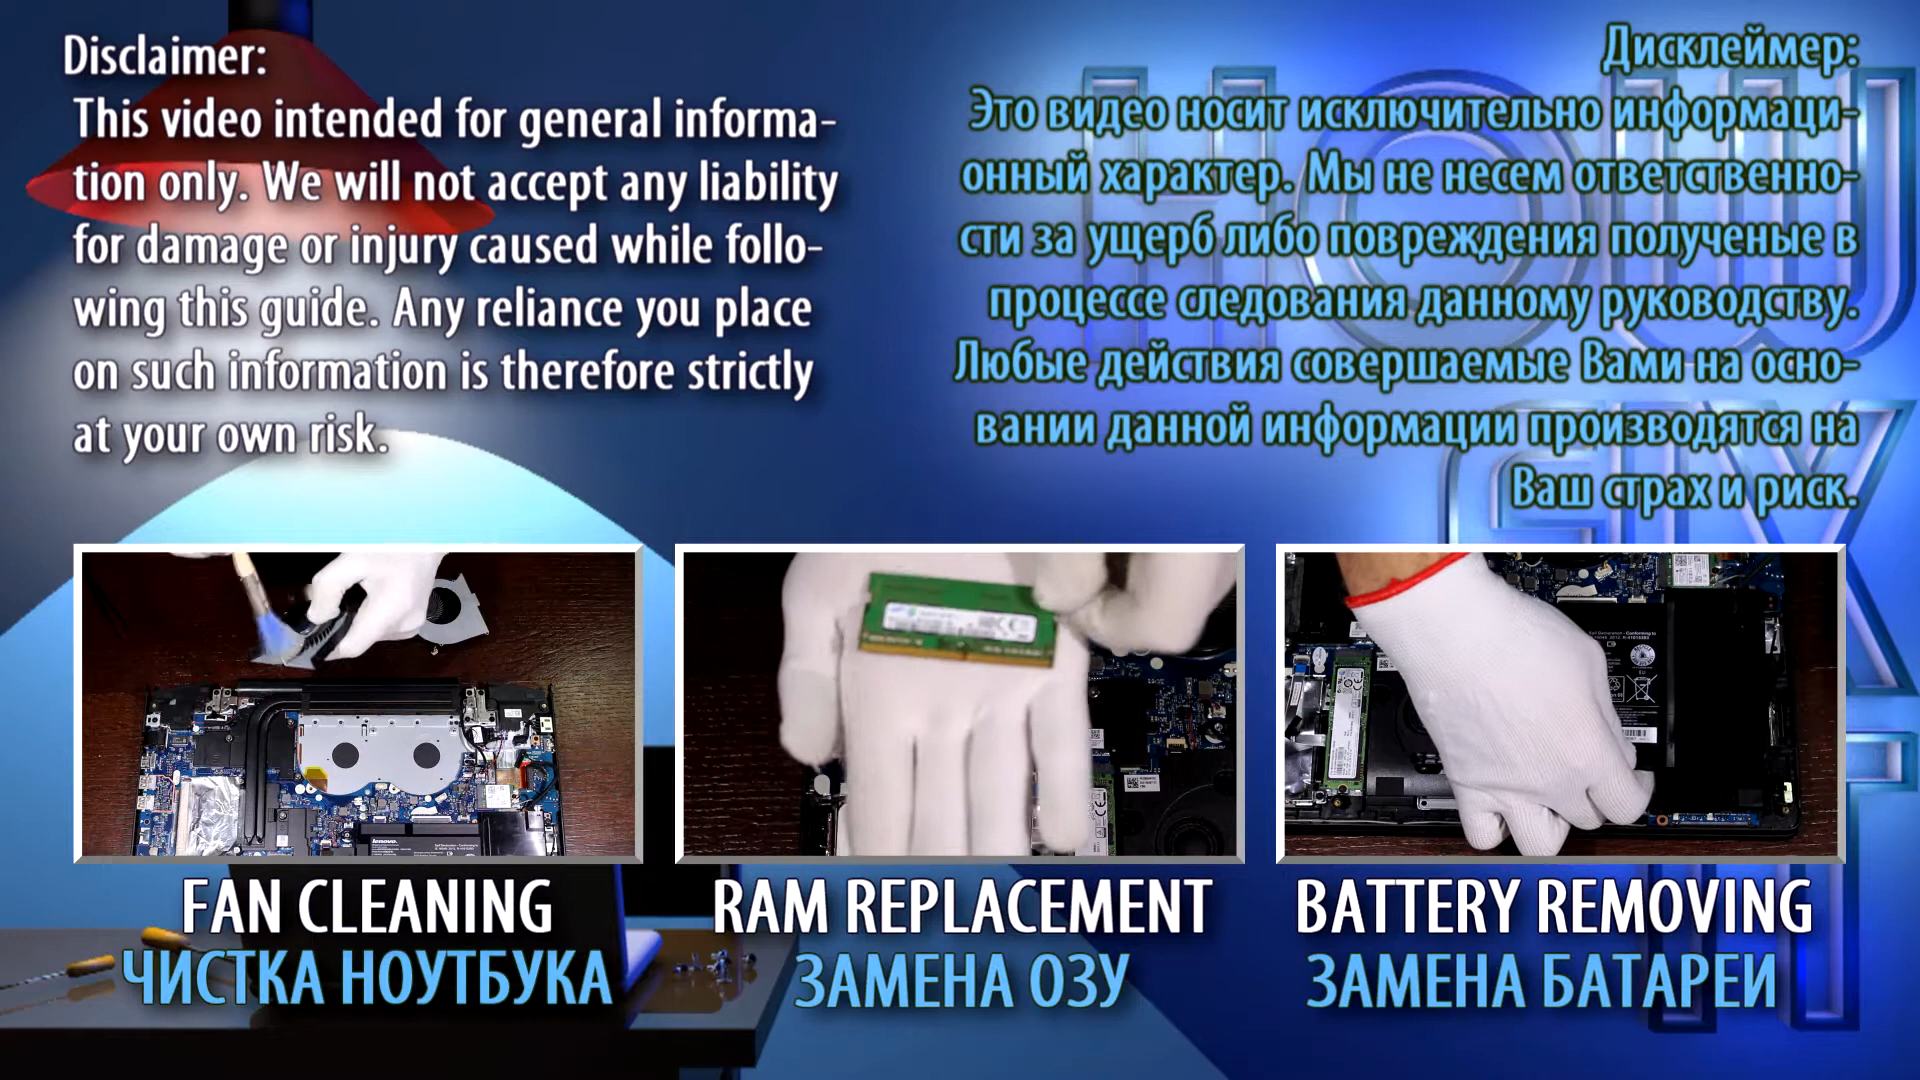 Disclaimer:
This video intended for general informa-
tion only. We will not accept any liability
for damage or injury caused while follo-
wing this guide. Any reliance you place
on such information is therefore strictly
at your own risk.
Дисклеймер:
Это видео носит исключительно информаци-
онный характер. Мы не несем ответственно-
сти за ущерб либо повреждения полученые в
процессе следования данному руководству.
Любые действия совершаемые Вами на осно-
вании данной информации производятся на
Ваш страх и риск.
HOW
FIX
IT
lenovo
FAN CLEANING
ЧИСТКА НОУТБУКА
RAM REPLACEMENT
ЗАМЕНА ОЗУ
BATTERY REMOVING
ЗАМЕНА БАТАРЕИ